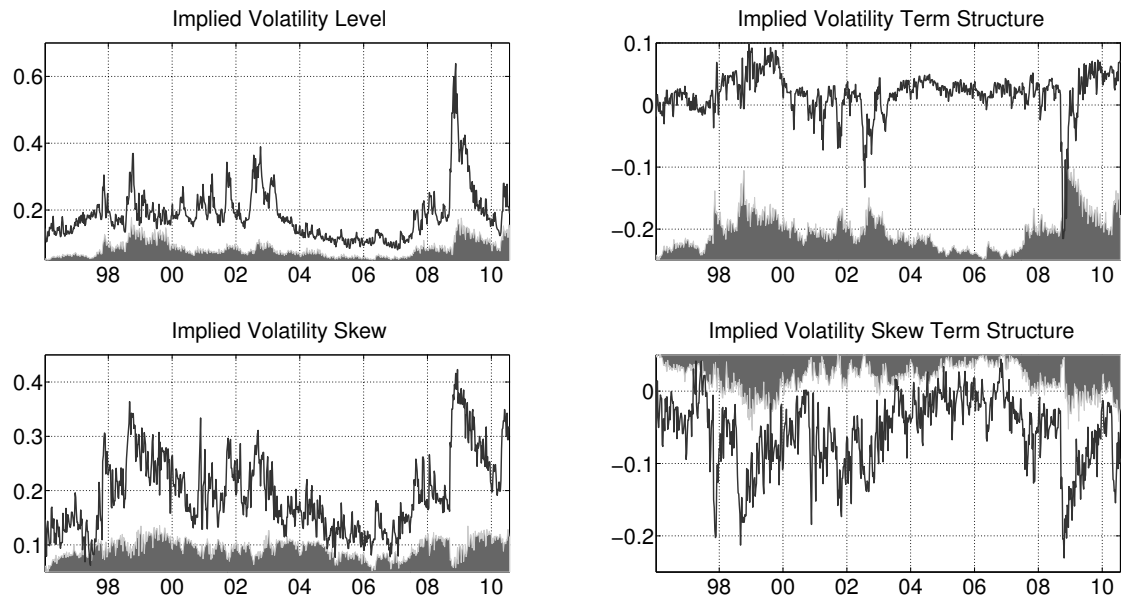 Implied Volatility Level
0.6
0.4
0.2
98 00 02 04 06 08 10
Implied Volatility Term Structure
0.1
0
−0.1
−0.2
98 00 02 04 06 08 10
Implied Volatility Skew
0.4
0.3
0.2
0.1
98 00 02 04 06 08 10
Implied Volatility Skew Term Structure
0
−0.1
−0.2
98 00 02 04 06 08 10